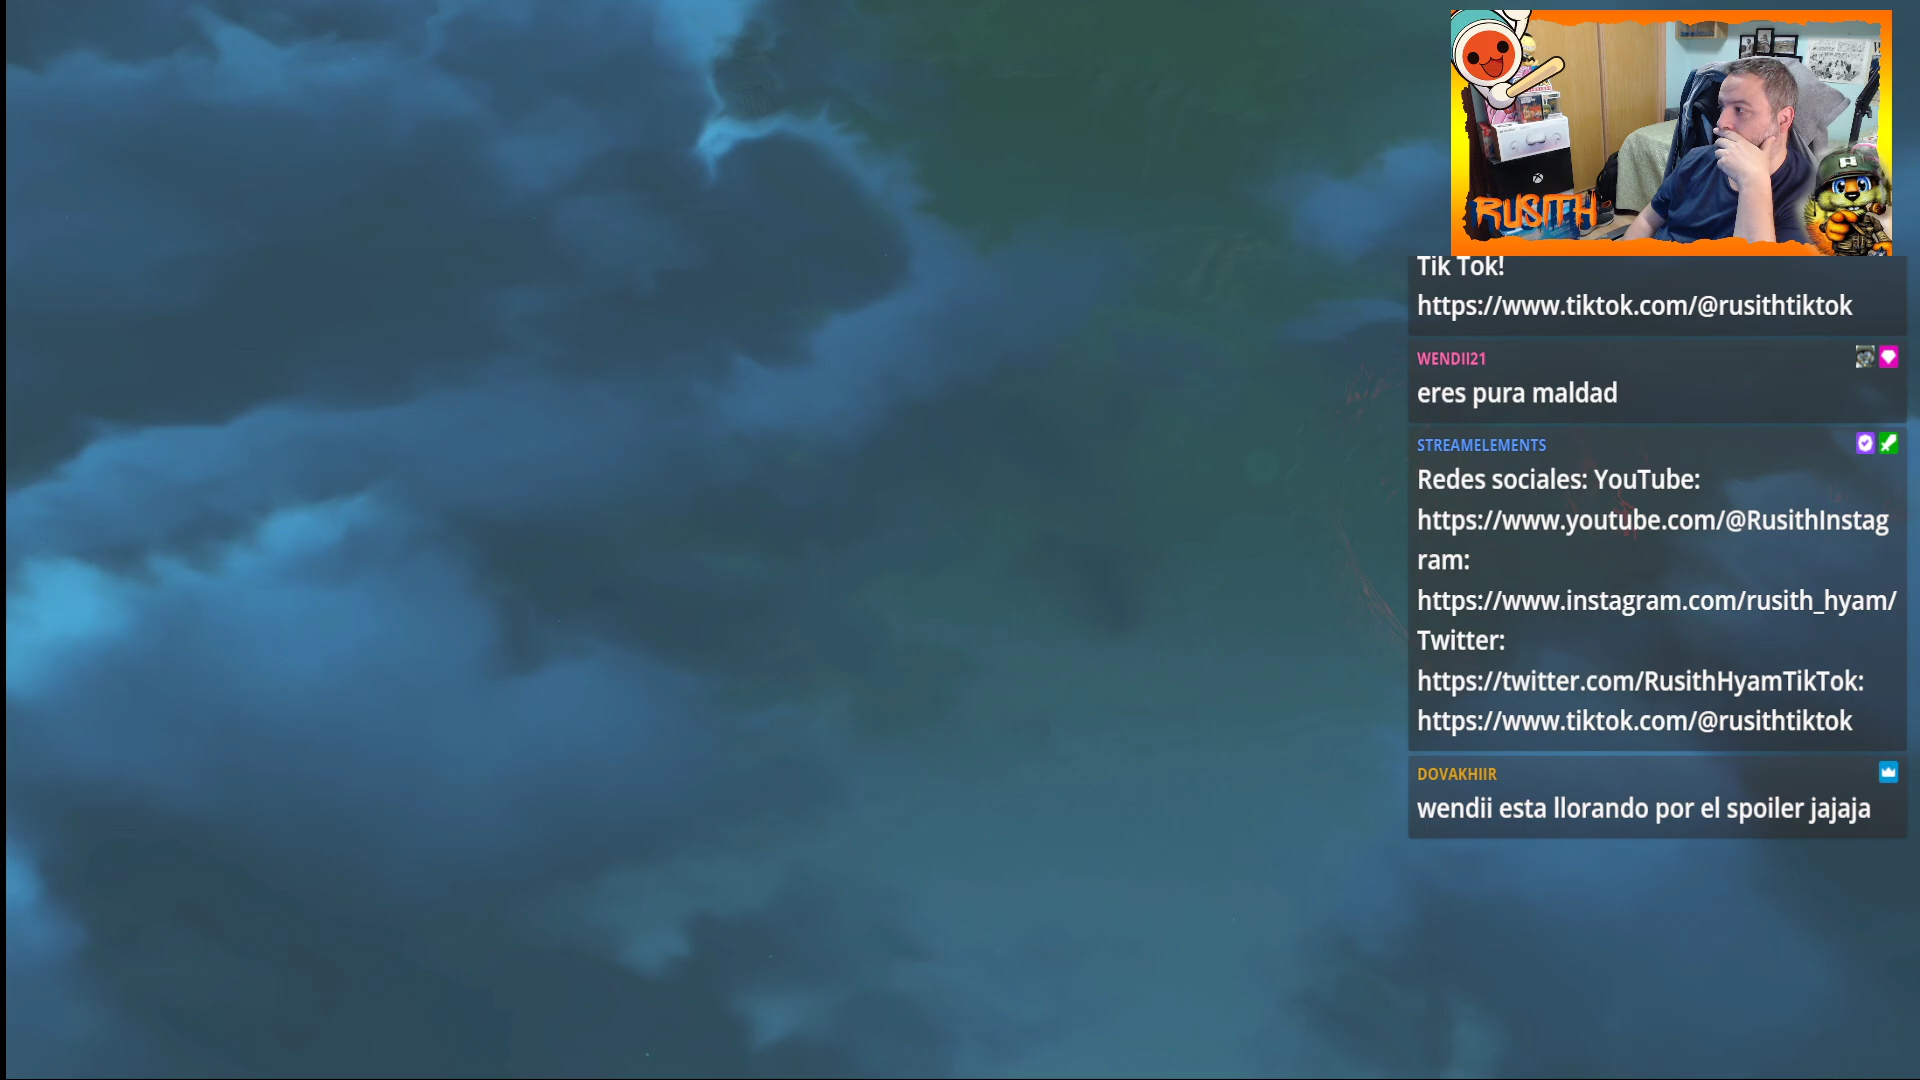 RUSITH
Tik Tok!
https://www.tiktok.com/@rusithtiktok
WENDII21
eres pura maldad
STREAMELEMENTS
Redes sociales: YouTube:
https://www.youtube.com/@RusithInstag
ram:
https://www.instagram.com/rusith_hyam/
Twitter:
https://twitter.com/RusithHyamTikTok:
https://www.tiktok.com/@rusithtiktok
DOVAKHIIR
wendii esta llorando por el spoiler jajaja